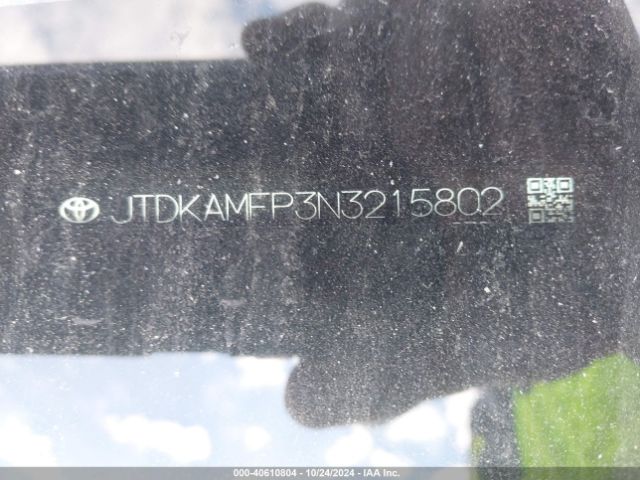 JTDKAMFP3N3215802
000-40610804 - 10/24/2024 - IAA Inc.